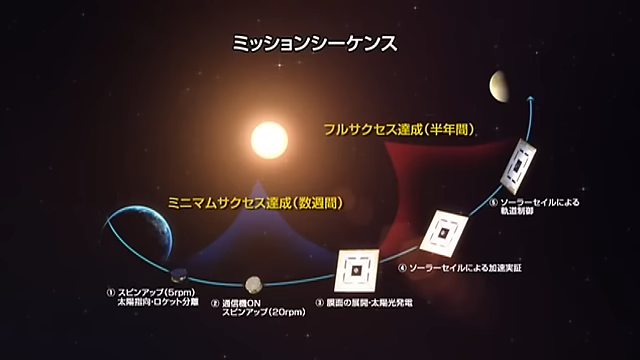 ミッションシーケンス
フルサクセス達成(半年間)
ミニマムサクセス達成(数週間)
① スピンアップ(5rpm)
太陽指向・ロケット分離
② 通信機ON
スピンアップ(20rpm)
③ 膜面の展開・太陽光発電
④ ソーラーセイルによる加速実証
⑤ ソーラーセイルによる
軌道制御